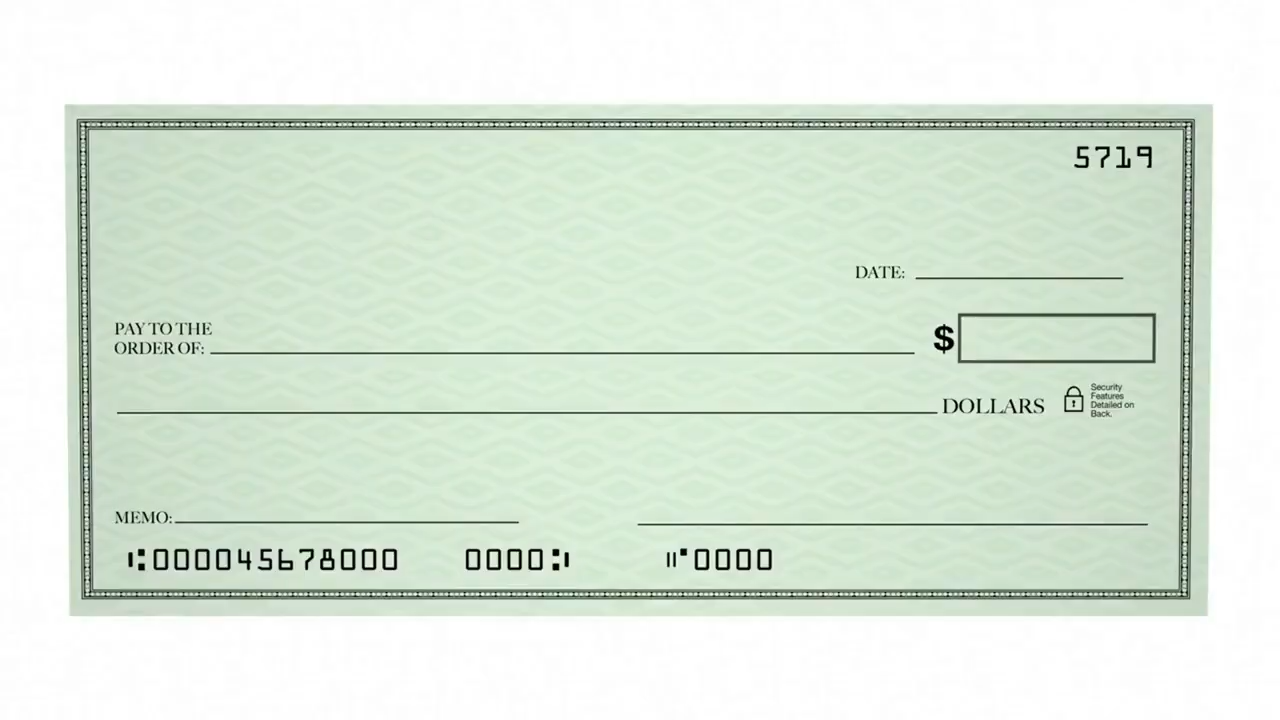 5719
DATE:
PAY TO THE
ORDER OF:
$
DOLLARS
Security
Features
Detailed on
Back.
MEMO:
⑆000045678000 0000⑆ ⑈0000